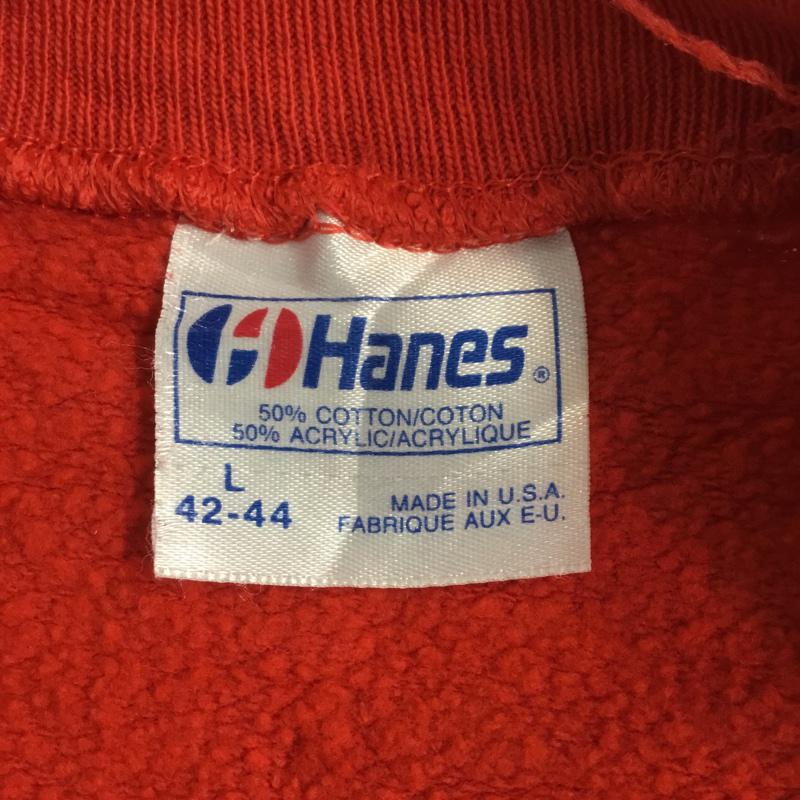 Hanes®
50% COTTON/COTON
50% ACRYLIC/ACRYLIQUE
L
42-44
MADE IN U.S.A.
FABRIQUE AUX E-U.